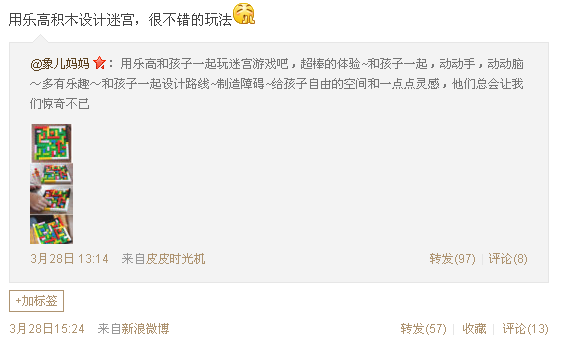 用乐高积木设计迷宫，很不错的玩法
@象儿妈妈：用乐高和孩子一起玩迷宫游戏吧，超棒的体验~和孩子一起，动动手，动动脑
～多有乐趣～和孩子一起设计路线~制造障碍~给孩子自由的空间和一点点灵感，他们总会让我
们惊奇不已
3月28日 13:14 来自皮皮时光机 转发(97) 评论(8)
+加标签
3月28日15:24 来自新浪微博 转发(57) 收藏 评论(13)